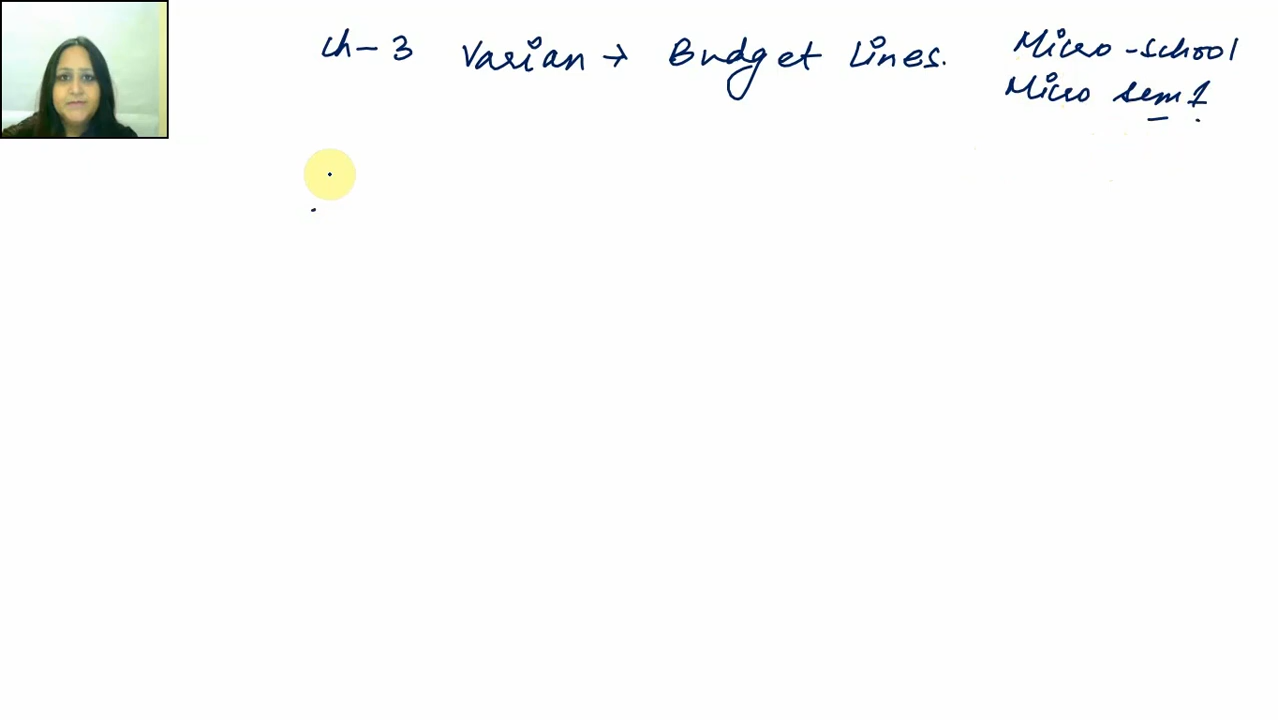 Ch - 3 Varian → Budget Lines.
Micro - school
Micro sem 1